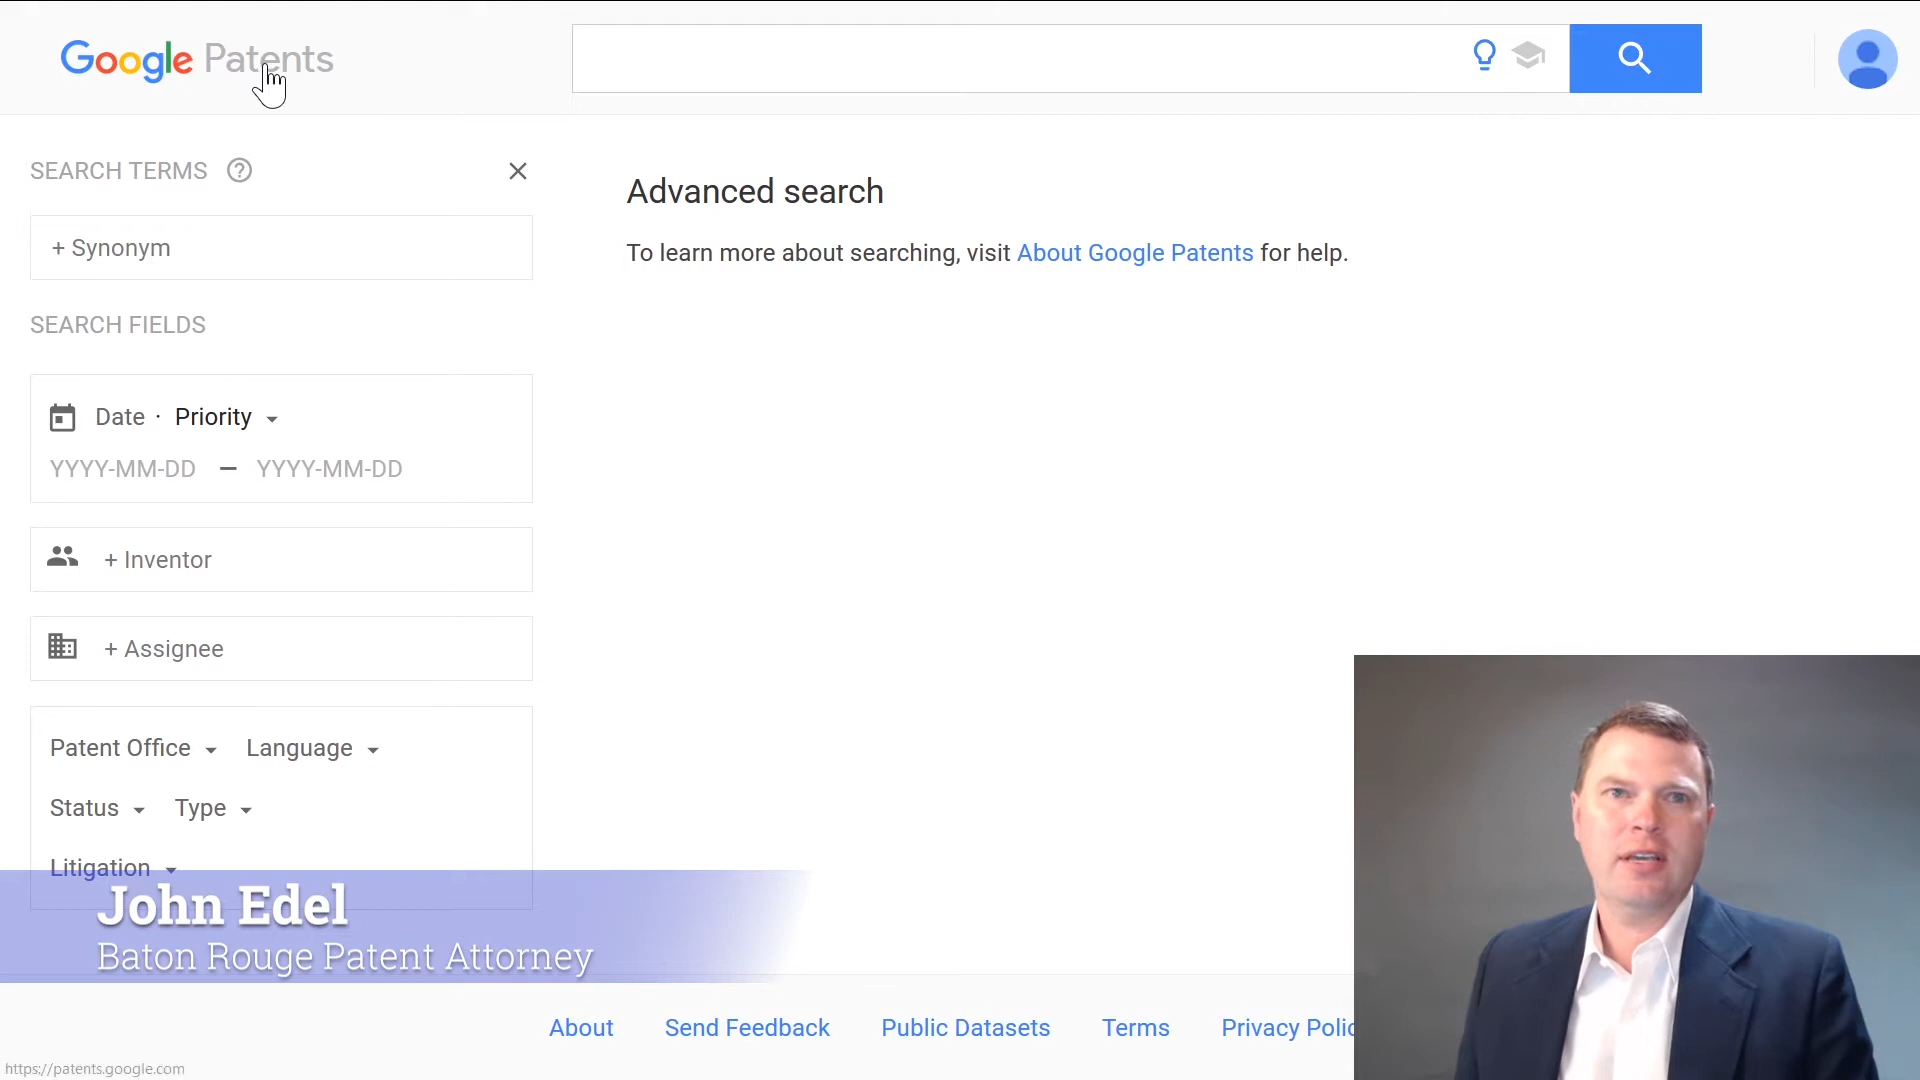 Google Patents
SEARCH TERMS
+ Synonym
SEARCH FIELDS
Date · Priority
YYYY-MM-DD – YYYY-MM-DD
+ Inventor
+ Assignee
Patent Office Language
Status Type
Litigation
Advanced search
To learn more about searching, visit About Google Patents for help.
John Edel
Baton Rouge Patent Attorney
About Send Feedback Public Datasets Terms Privacy Polic
https://patents.google.com